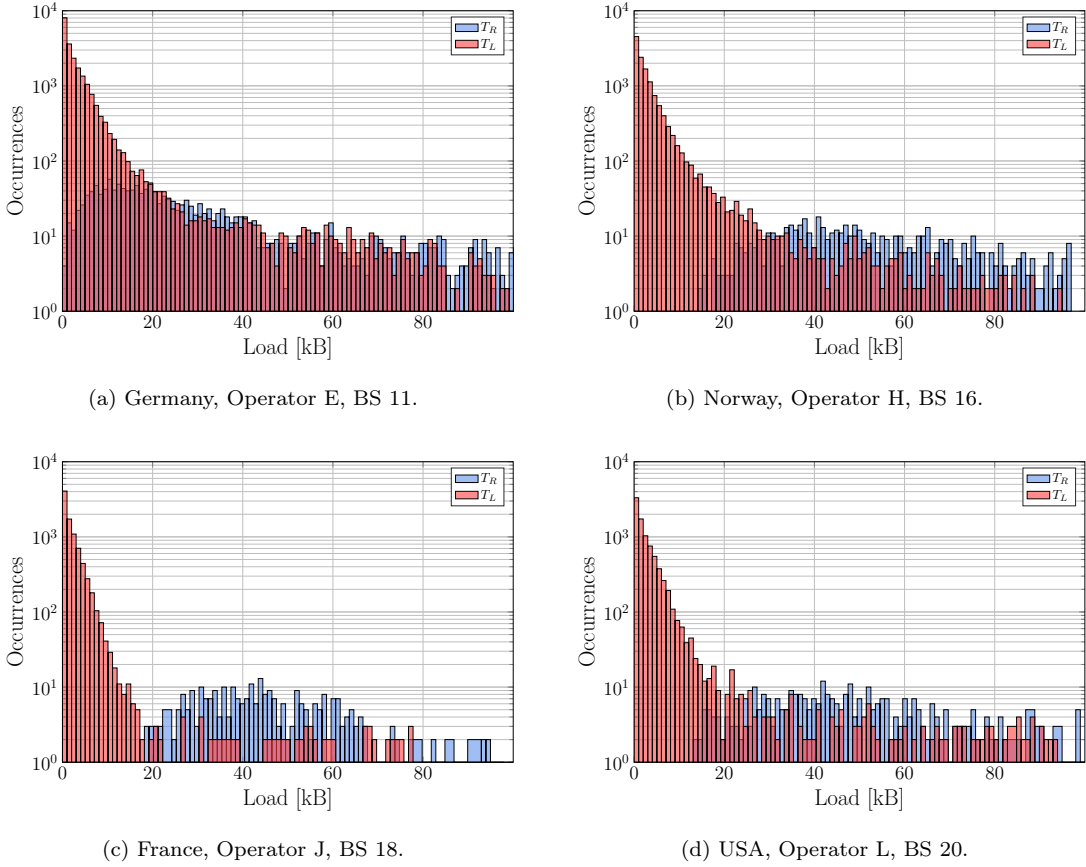 10^4
10^3
10^2
10^1
10^0
Occurrences
T_R
T_L
0 20 40 60 80
Load [kB]
(a) Germany, Operator E, BS 11.
10^4
10^3
10^2
10^1
10^0
Occurrences
T_R
T_L
0 20 40 60 80
Load [kB]
(b) Norway, Operator H, BS 16.
10^4
10^3
10^2
10^1
10^0
Occurrences
T_R
T_L
0 20 40 60 80
Load [kB]
(c) France, Operator J, BS 18.
10^4
10^3
10^2
10^1
10^0
Occurrences
T_R
T_L
0 20 40 60 80
Load [kB]
(d) USA, Operator L, BS 20.